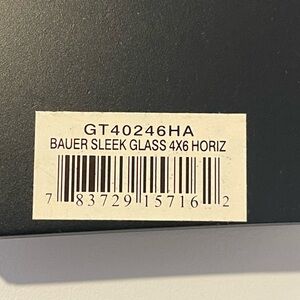 GT40246HA
BAUER SLEEK GLASS 4X6 HORIZ
7 83729 15716 2